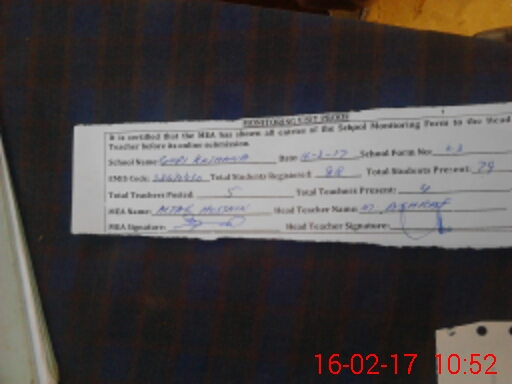 MONITORING VISIT PROOF
It is certified that the MEA has shown all entries of the School Monitoring Form to the Head
Teacher before its online submission.
School Name: Date 16-2-17 School Form No:
EMIS Code: Total Students Registered: 88 Total Students Present: 79
Total Teachers Posted: 5 Total Teachers Present: 4
MEA Name: HUSSAIN Head Teacher Name: M ASHRAF
MEA Signature: Head Teacher Signature:
16-02-17 10:52